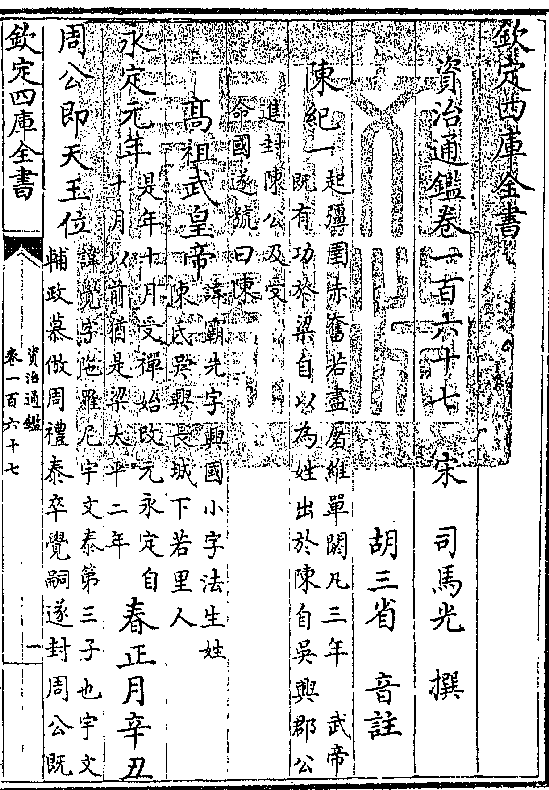 欽定四庫全書
資治通鑑卷一百六十七　宋　司馬光　撰
胡三省　音註
陳紀一
起彊圉赤奮若盡屠維單閼凡三年　武帝
既有功於梁自以為姓出於陳自吳興郡公
進封陳公及受
命國遂號曰陳
高祖武皇帝
諱霸先字興國小字法生姓
陳氏吳興長城下若里人
永定元年
是年十月受禪始改元永定自
十月以前猶是梁太平二年
春正月辛丑
周公即天王位
諱覺字陁羅尼宇文泰第三子也宇文
輔政慕倣周禮泰卒覺嗣遂封周公既
欽定四庫全書
資治通鑑
卷一百六十七
一